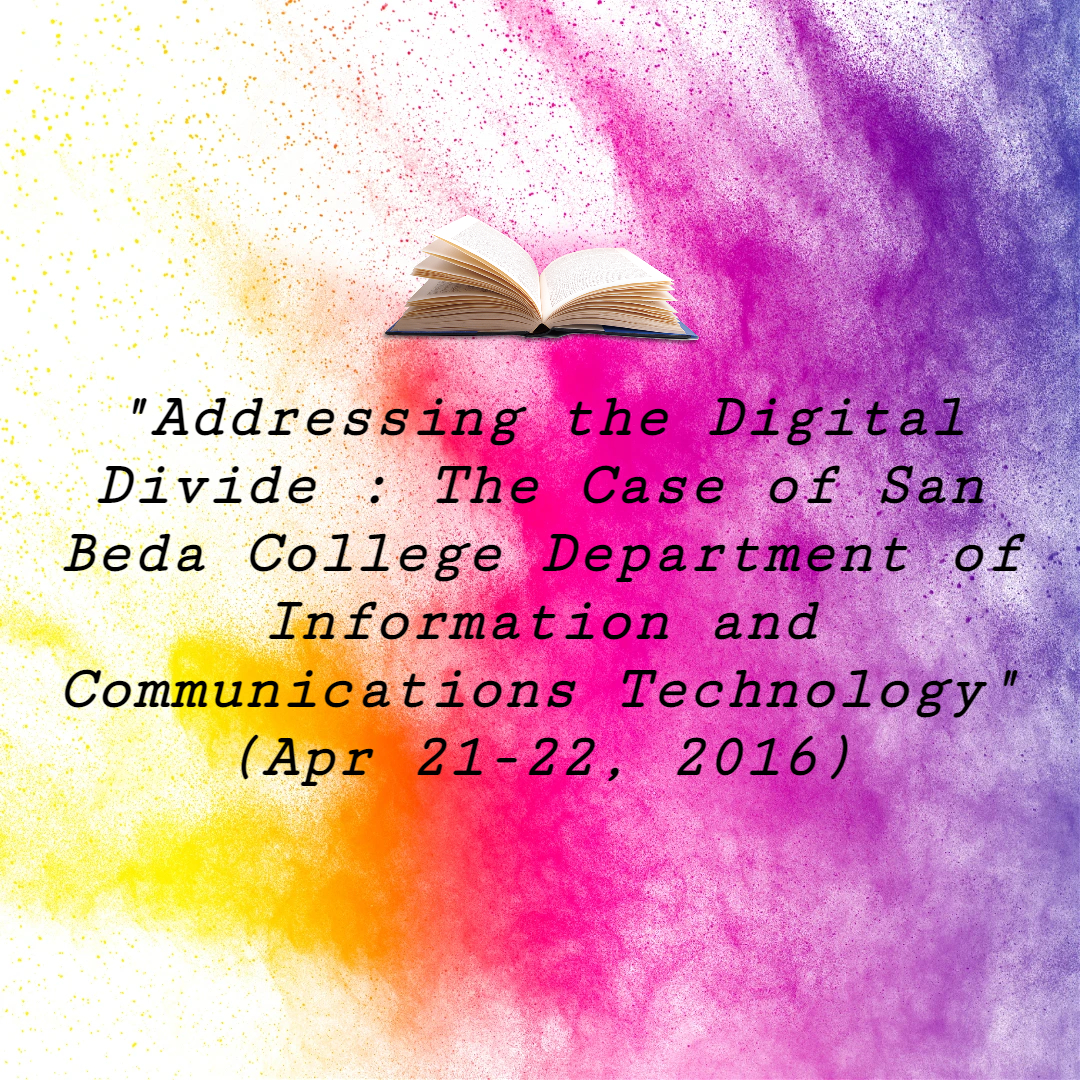 "Addressing the Digital
Divide : The Case of San
Beda College Department of
Information and
Communications Technology"
(Apr 21-22, 2016)